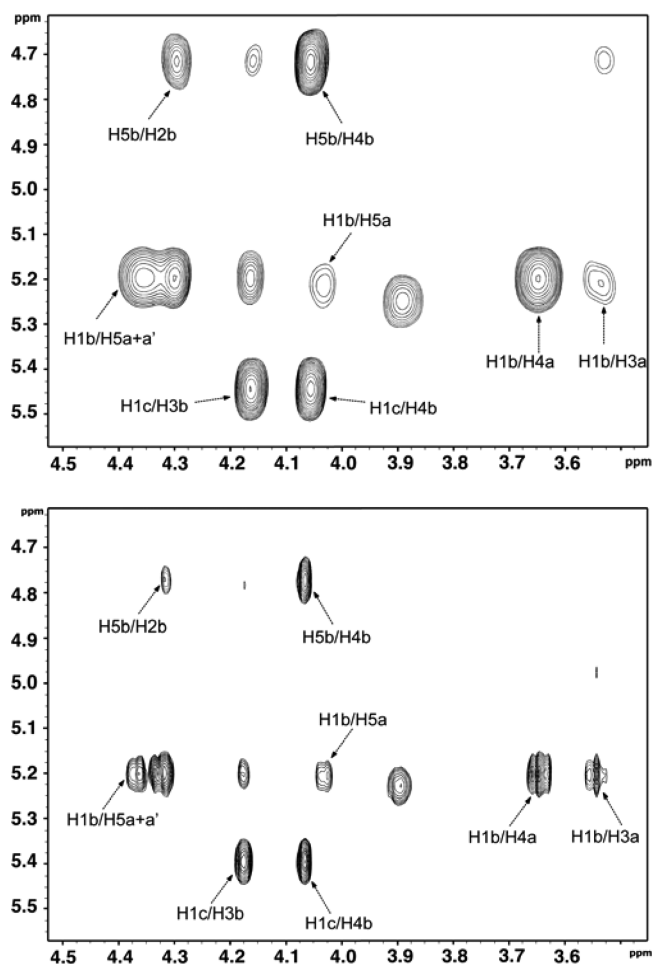 ppm
4.7
4.8
4.9
5.0
5.1
5.2
5.3
5.4
5.5
H5b/H2b
H5b/H4b
H1b/H5a
H1b/H5a+a'
H1b/H4a
H1b/H3a
H1c/H3b
H1c/H4b
4.5 4.4 4.3 4.2 4.1 4.0 3.9 3.8 3.7 3.6 ppm
ppm
4.7
4.8
4.9
5.0
5.1
5.2
5.3
5.4
5.5
H5b/H2b
H5b/H4b
H1b/H5a
H1b/H5a+a'
H1b/H4a
H1b/H3a
H1c/H3b
H1c/H4b
4.5 4.4 4.3 4.2 4.1 4.0 3.9 3.8 3.7 3.6 ppm